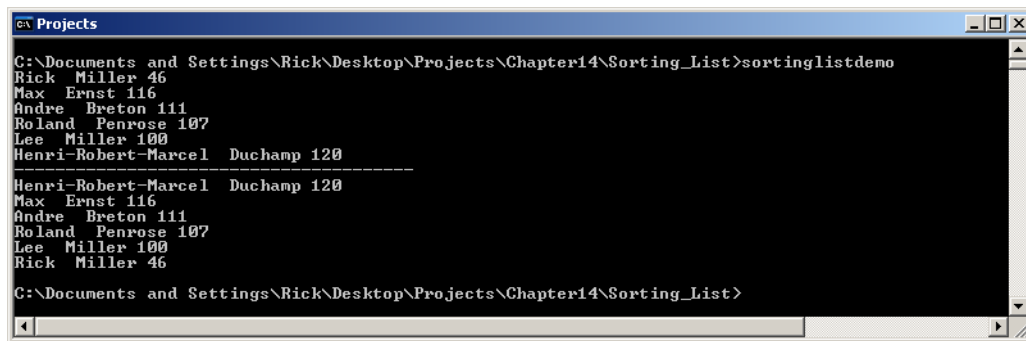 Projects
C:\Documents and Settings\Rick\Desktop\Projects\Chapter14\Sorting_List>sortinglistdemo
Rick  Miller 46
Max  Ernst 116
Andre  Breton 111
Roland  Penrose 107
Lee  Miller 100
Henri-Robert-Marcel  Duchamp 120
----------------------------------------
Henri-Robert-Marcel  Duchamp 120
Max  Ernst 116
Andre  Breton 111
Roland  Penrose 107
Lee  Miller 100
Rick  Miller 46
C:\Documents and Settings\Rick\Desktop\Projects\Chapter14\Sorting_List>